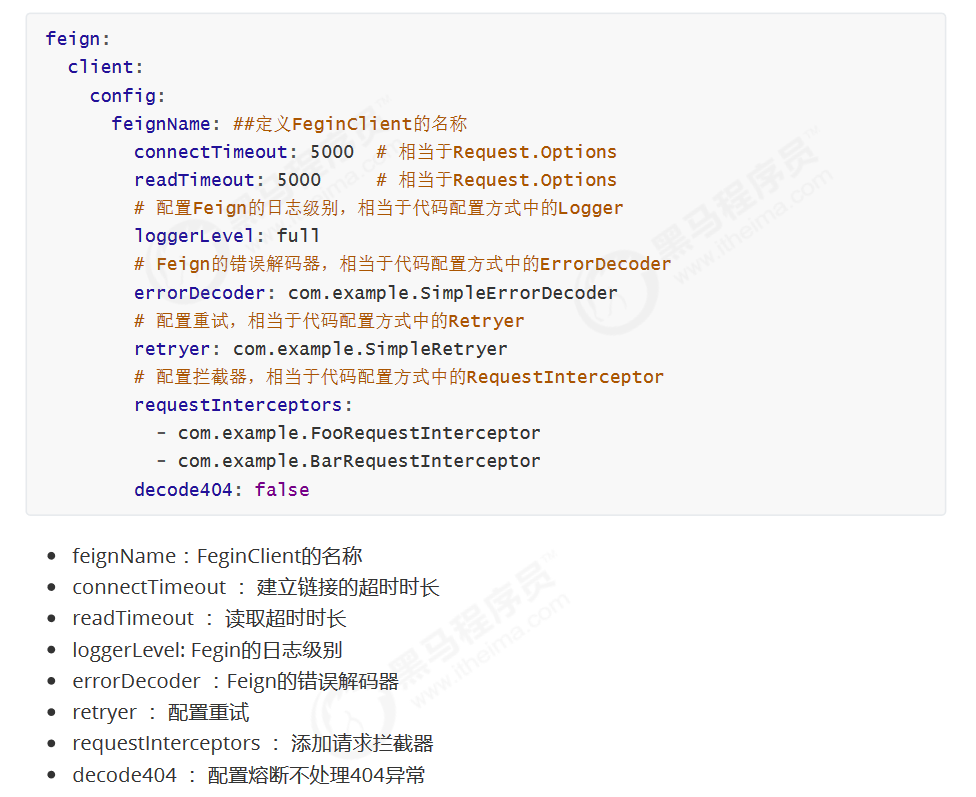 feign:
  client:
    config:
      feignName: ##定义FeginClient的名称
        connectTimeout: 5000  # 相当于Request.Options
        readTimeout: 5000     # 相当于Request.Options
        # 配置Feign的日志级别，相当于代码配置方式中的Logger
        loggerLevel: full
        # Feign的错误解码器，相当于代码配置方式中的ErrorDecoder
        errorDecoder: com.example.SimpleErrorDecoder
        # 配置重试，相当于代码配置方式中的Retryer
        retryer: com.example.SimpleRetryer
        # 配置拦截器，相当于代码配置方式中的RequestInterceptor
        requestInterceptors:
          - com.example.FooRequestInterceptor
          - com.example.BarRequestInterceptor
        decode404: false
黑马程序员™
www.itheima.com
黑马程序员™
www.itheima.com
• feignName：FeginClient的名称
• connectTimeout ： 建立链接的超时时长
• readTimeout ： 读取超时时长
• loggerLevel: Fegin的日志级别
• errorDecoder ：Feign的错误解码器
• retryer ： 配置重试
• requestInterceptors ： 添加请求拦截器
• decode404 ： 配置熔断不处理404异常
黑马程序员™
www.itheima.com